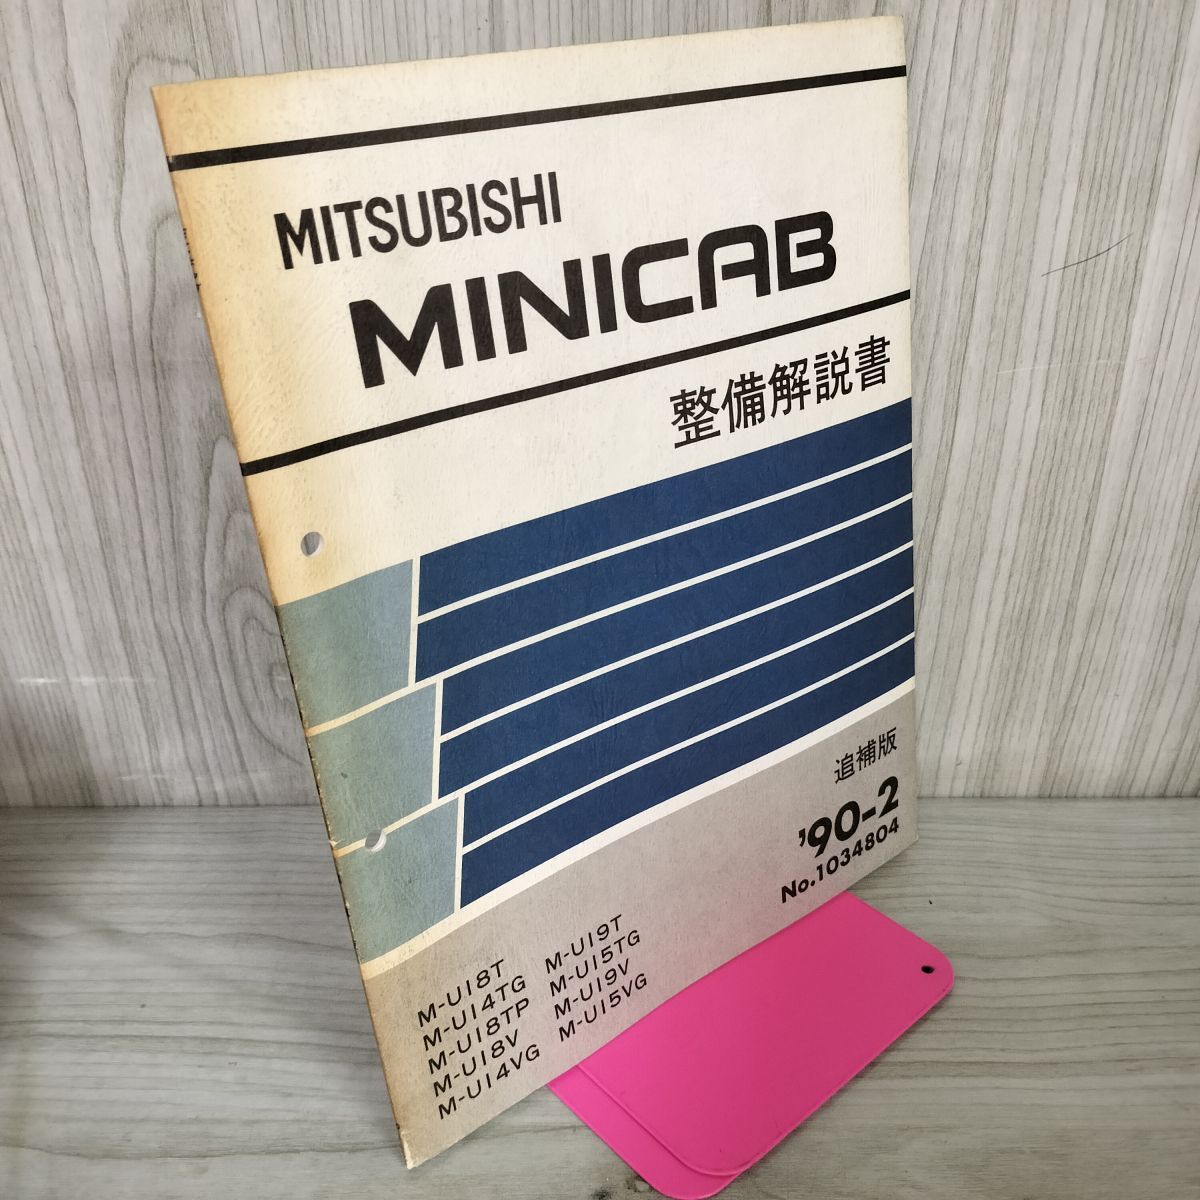 MITSUBISHI
MINICAB
整備解説書
追補版
'90-2
No.1034804
M-U18T
M-U14TG
M-U18TP
M-U18V
M-U14VG
M-U19T
M-U15TG
M-U19V
M-U15VG